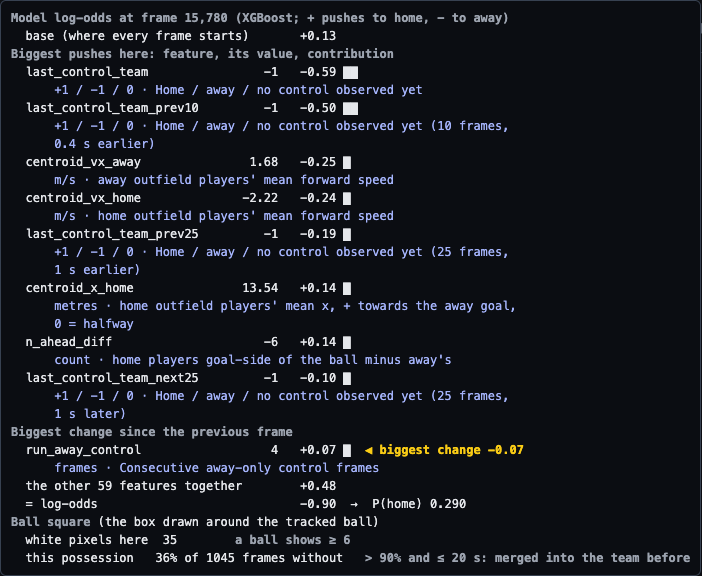 Model log-odds at frame 15,780 (XGBoost; + pushes to home, − to away)
base (where every frame starts) +0.13
Biggest pushes here: feature, its value, contribution
last_control_team -1 -0.59
+1 / -1 / 0 · Home / away / no control observed yet
last_control_team_prev10 -1 -0.50
+1 / -1 / 0 · Home / away / no control observed yet (10 frames,
0.4 s earlier)
centroid_vx_away 1.68 -0.25
m/s · away outfield players' mean forward speed
centroid_vx_home -2.22 -0.24
m/s · home outfield players' mean forward speed
last_control_team_prev25 -1 -0.19
+1 / -1 / 0 · Home / away / no control observed yet (25 frames,
1 s earlier)
centroid_x_home 13.54 +0.14
metres · home outfield players' mean x, + towards the away goal,
0 = halfway
n_ahead_diff -6 +0.14
count · home players goal-side of the ball minus away's
last_control_team_next25 -1 -0.10
+1 / -1 / 0 · Home / away / no control observed yet (25 frames,
1 s later)
Biggest change since the previous frame
run_away_control 4 +0.07 ◀ biggest change -0.07
frames · Consecutive away-only control frames
the other 59 features together +0.48
= log-odds -0.90 → P(home) 0.290
Ball square (the box drawn around the tracked ball)
white pixels here 35 a ball shows ≥ 6
this possession 36% of 1045 frames without > 90% and ≤ 20 s: merged into the team before